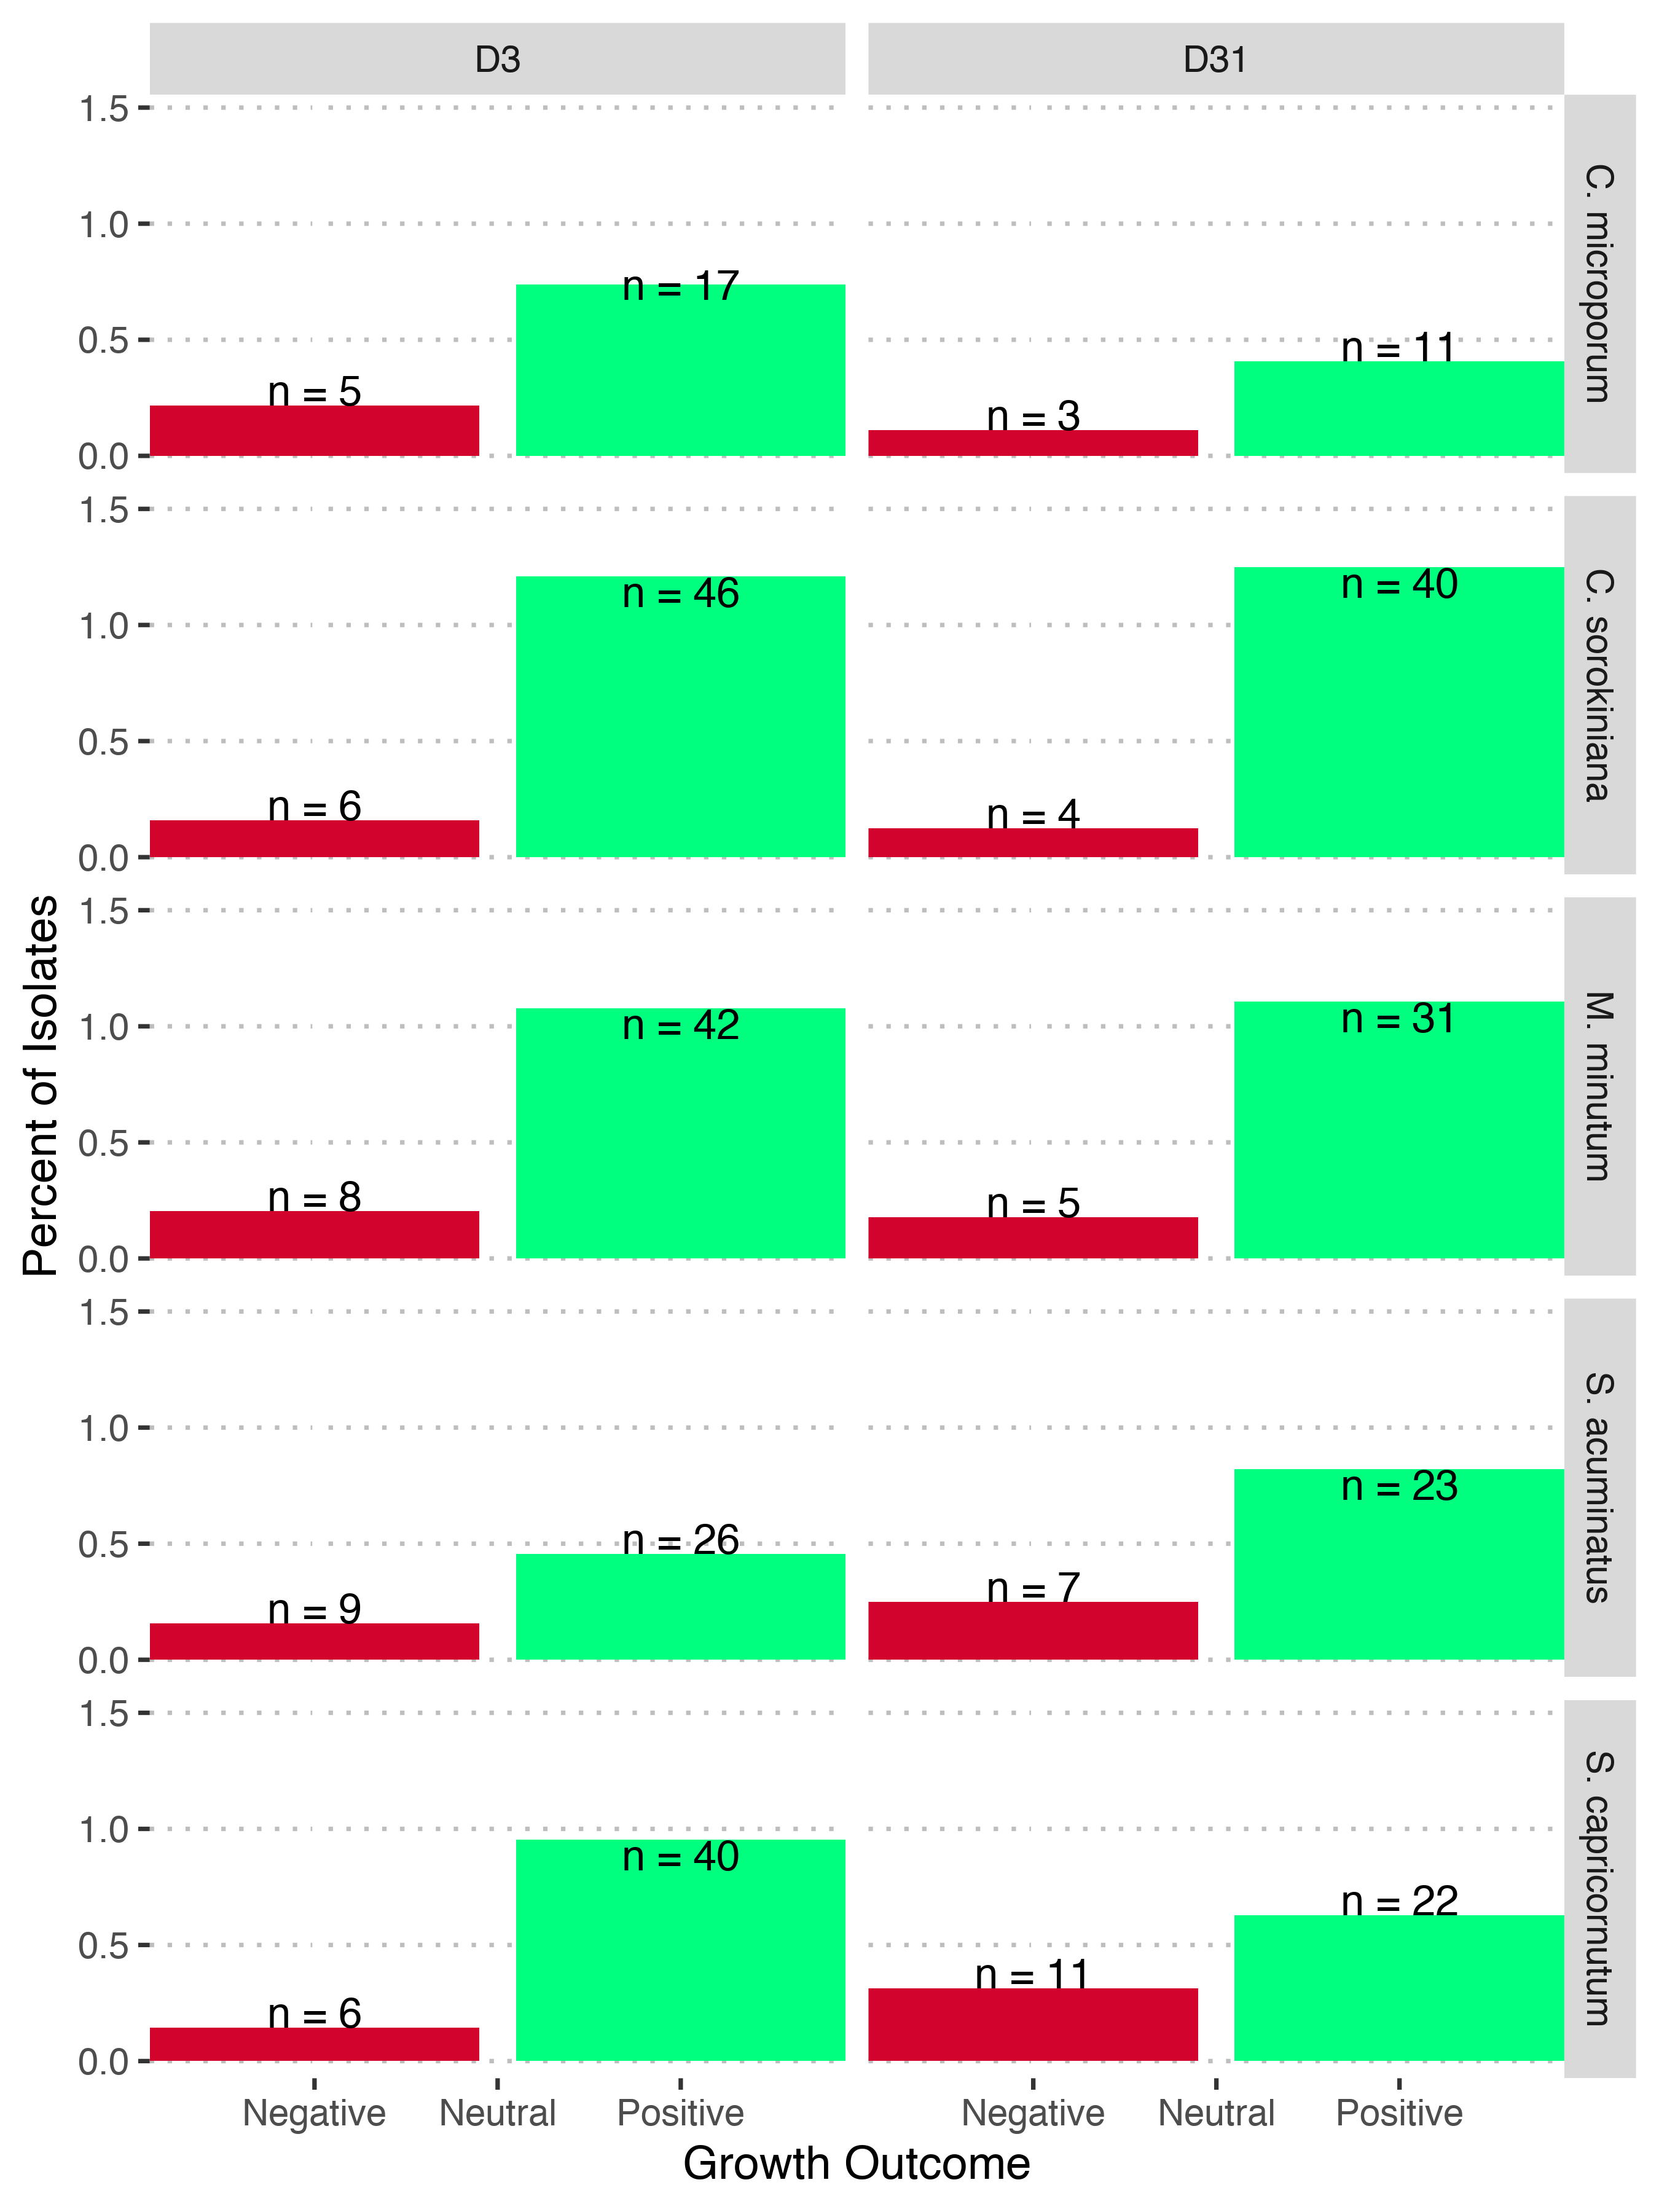 D3 D31
1.5
1.0
0.5
0.0
n = 5 n = 17 n = 3 n = 11
C. microporum
1.5
1.0
0.5
0.0
n = 6 n = 46 n = 4 n = 40
C. sorokiniana
Percent of Isolates
1.5
1.0
0.5
0.0
n = 8 n = 42 n = 5 n = 31
M. minutum
1.5
1.0
0.5
0.0
n = 9 n = 26 n = 7 n = 23
S. acuminatus
1.5
1.0
0.5
0.0
n = 6 n = 40 n = 11 n = 22
S. capricornutum
Negative Neutral Positive Negative Neutral Positive
Growth Outcome